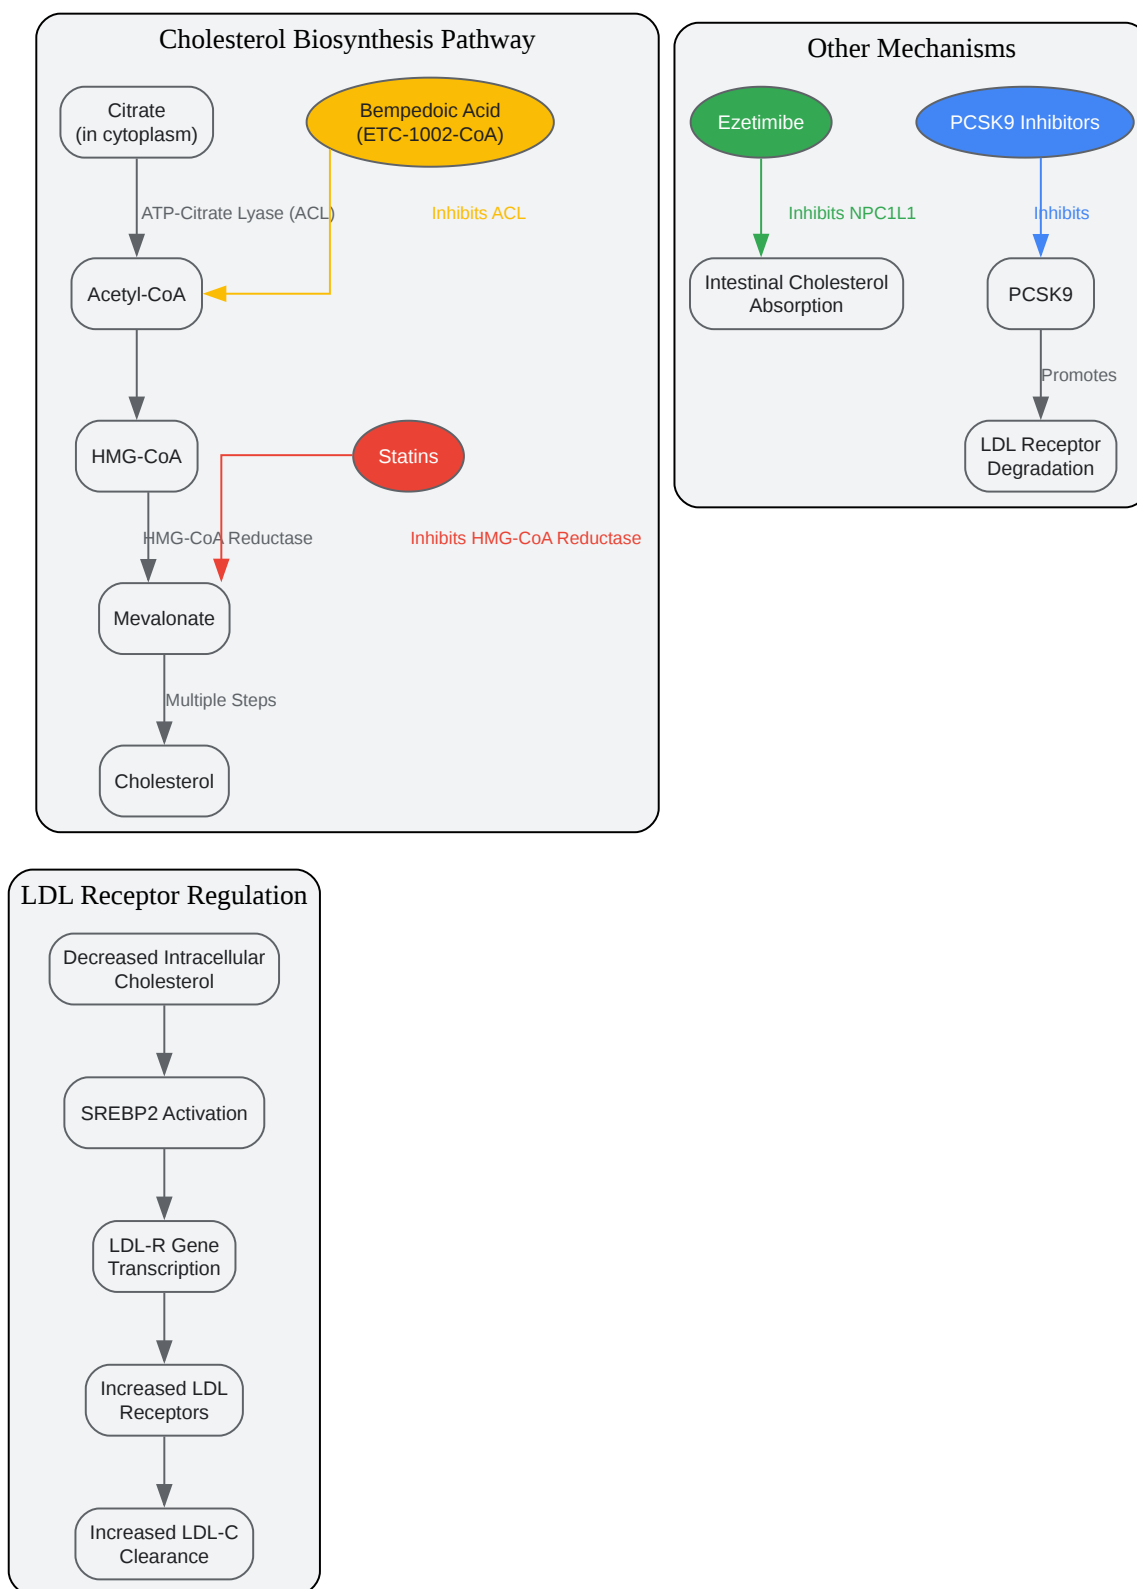 Cholesterol Biosynthesis Pathway
Citrate
(in cytoplasm)
Bempedoic Acid
(ETC-1002-CoA)
ATP-Citrate Lyase (ACL)
Inhibits ACL
Acetyl-CoA
HMG-CoA
Statins
HMG-CoA Reductase
Inhibits HMG-CoA Reductase
Mevalonate
Multiple Steps
Cholesterol
Other Mechanisms
Ezetimibe
PCSK9 Inhibitors
Inhibits NPC1L1
Inhibits
Intestinal Cholesterol
Absorption
PCSK9
Promotes
LDL Receptor
Degradation
LDL Receptor Regulation
Decreased Intracellular
Cholesterol
SREBP2 Activation
LDL-R Gene
Transcription
Increased LDL
Receptors
Increased LDL-C
Clearance